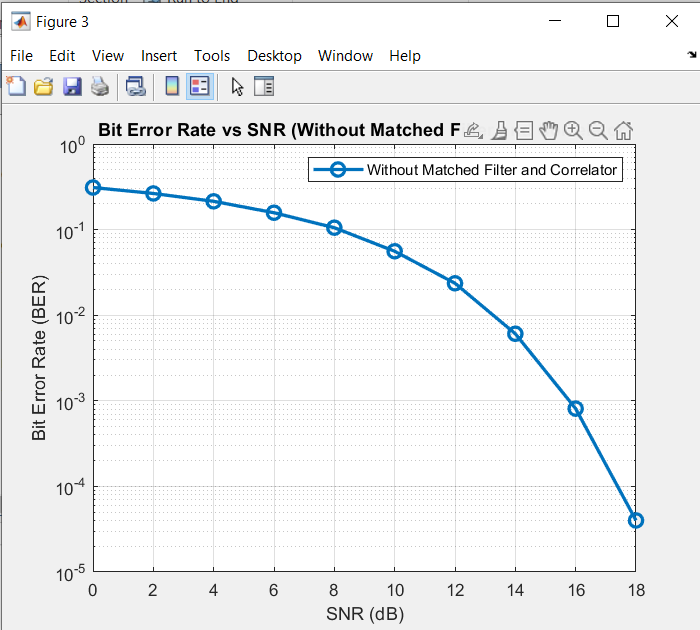 Figure 3
File Edit View Insert Tools Desktop Window Help
Bit Error Rate vs SNR (Without Matched F
Without Matched Filter and Correlator
10^0
10^-1
10^-2
10^-3
10^-4
10^-5
Bit Error Rate (BER)
0 2 4 6 8 10 12 14 16 18
SNR (dB)